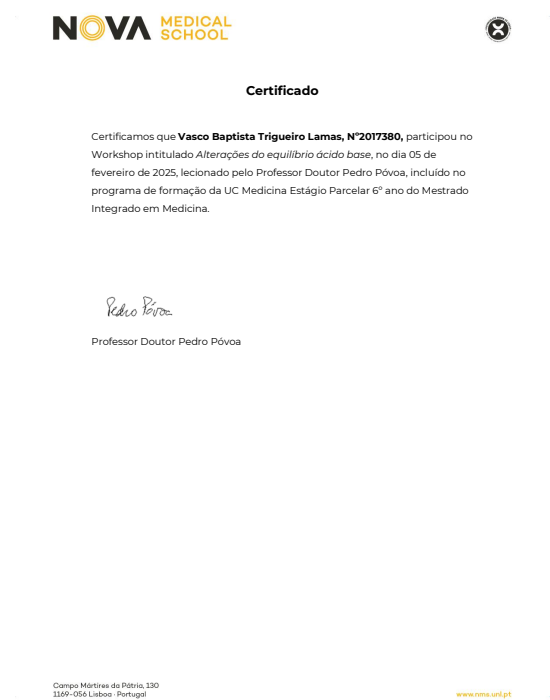 NOVA MEDICAL SCHOOL
Certificado
Certificamos que Vasco Baptista Trigueiro Lamas, Nº2017380, participou no
Workshop intitulado Alterações do equilíbrio ácido base, no dia 05 de
fevereiro de 2025, lecionado pelo Professor Doutor Pedro Póvoa, incluído no
programa de formação da UC Medicina Estágio Parcelar 6º ano do Mestrado
Integrado em Medicina.
Pedro Póvoa
Professor Doutor Pedro Póvoa
Campo Mártires da Pátria, 130
1169-056 Lisboa · Portugal
www.nms.unl.pt